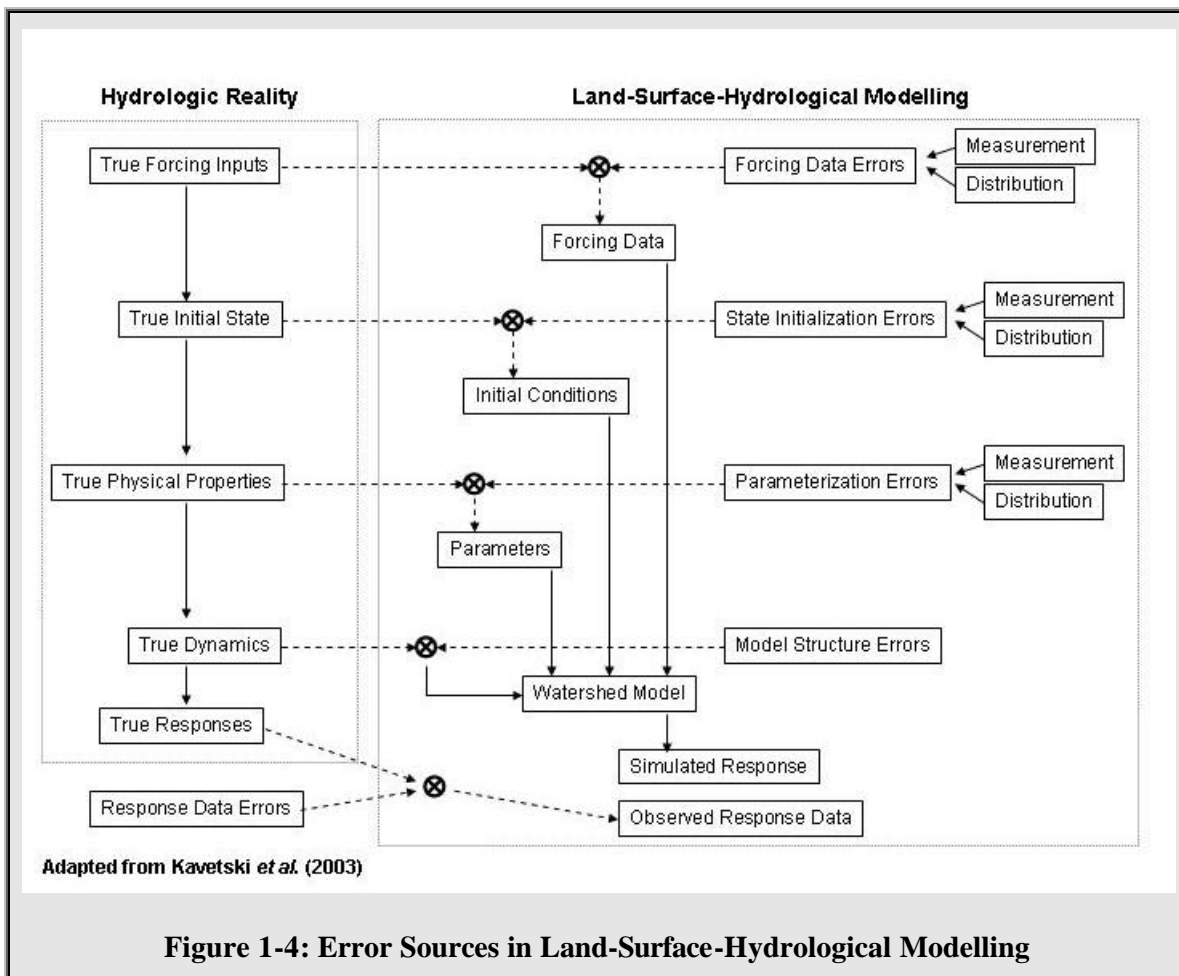 Hydrologic Reality
Land-Surface-Hydrological Modelling
True Forcing Inputs
Forcing Data Errors
Measurement
Distribution
Forcing Data
True Initial State
State Initialization Errors
Measurement
Distribution
Initial Conditions
True Physical Properties
Parameterization Errors
Measurement
Distribution
Parameters
True Dynamics
Model Structure Errors
Watershed Model
True Responses
Simulated Response
Response Data Errors
Observed Response Data
Adapted from Kavetski et al. (2003)
Figure 1-4: Error Sources in Land-Surface-Hydrological Modelling